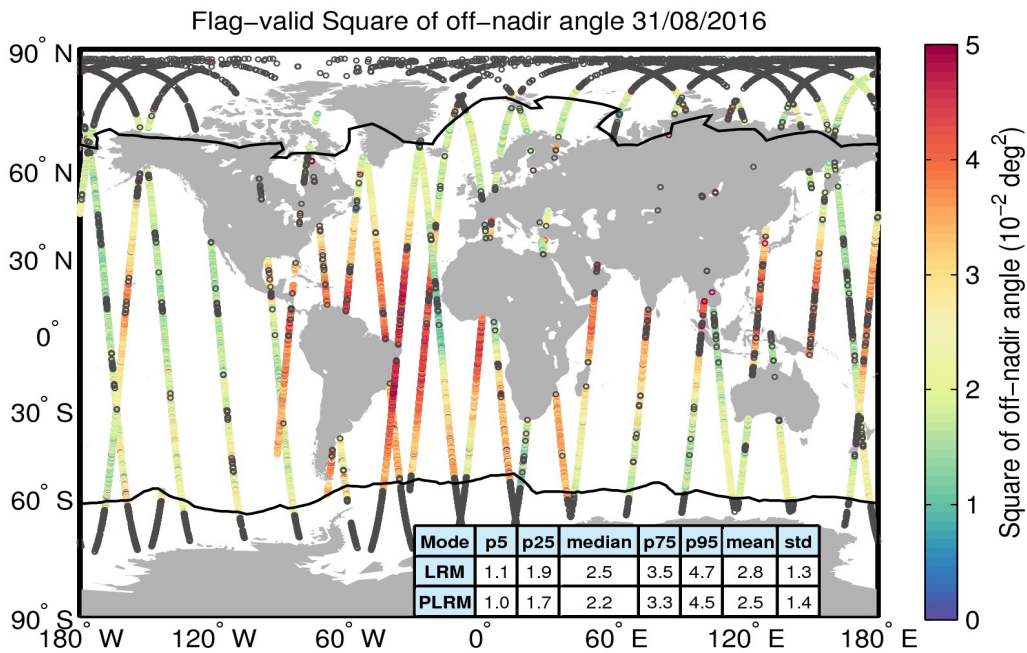 Flag−valid Square of off−nadir angle 31/08/2016
90° N
60° N
30° N
0°
30° S
60° S
90° S
180° W
120° W
60° W
0°
60° E
120° E
180° E
Mode p5 p25 median p75 p95 mean std
LRM 1.1 1.9 2.5 3.5 4.7 2.8 1.3
PLRM 1.0 1.7 2.2 3.3 4.5 2.5 1.4
5
4
3
2
1
0
Square of off−nadir angle (10⁻² deg²)